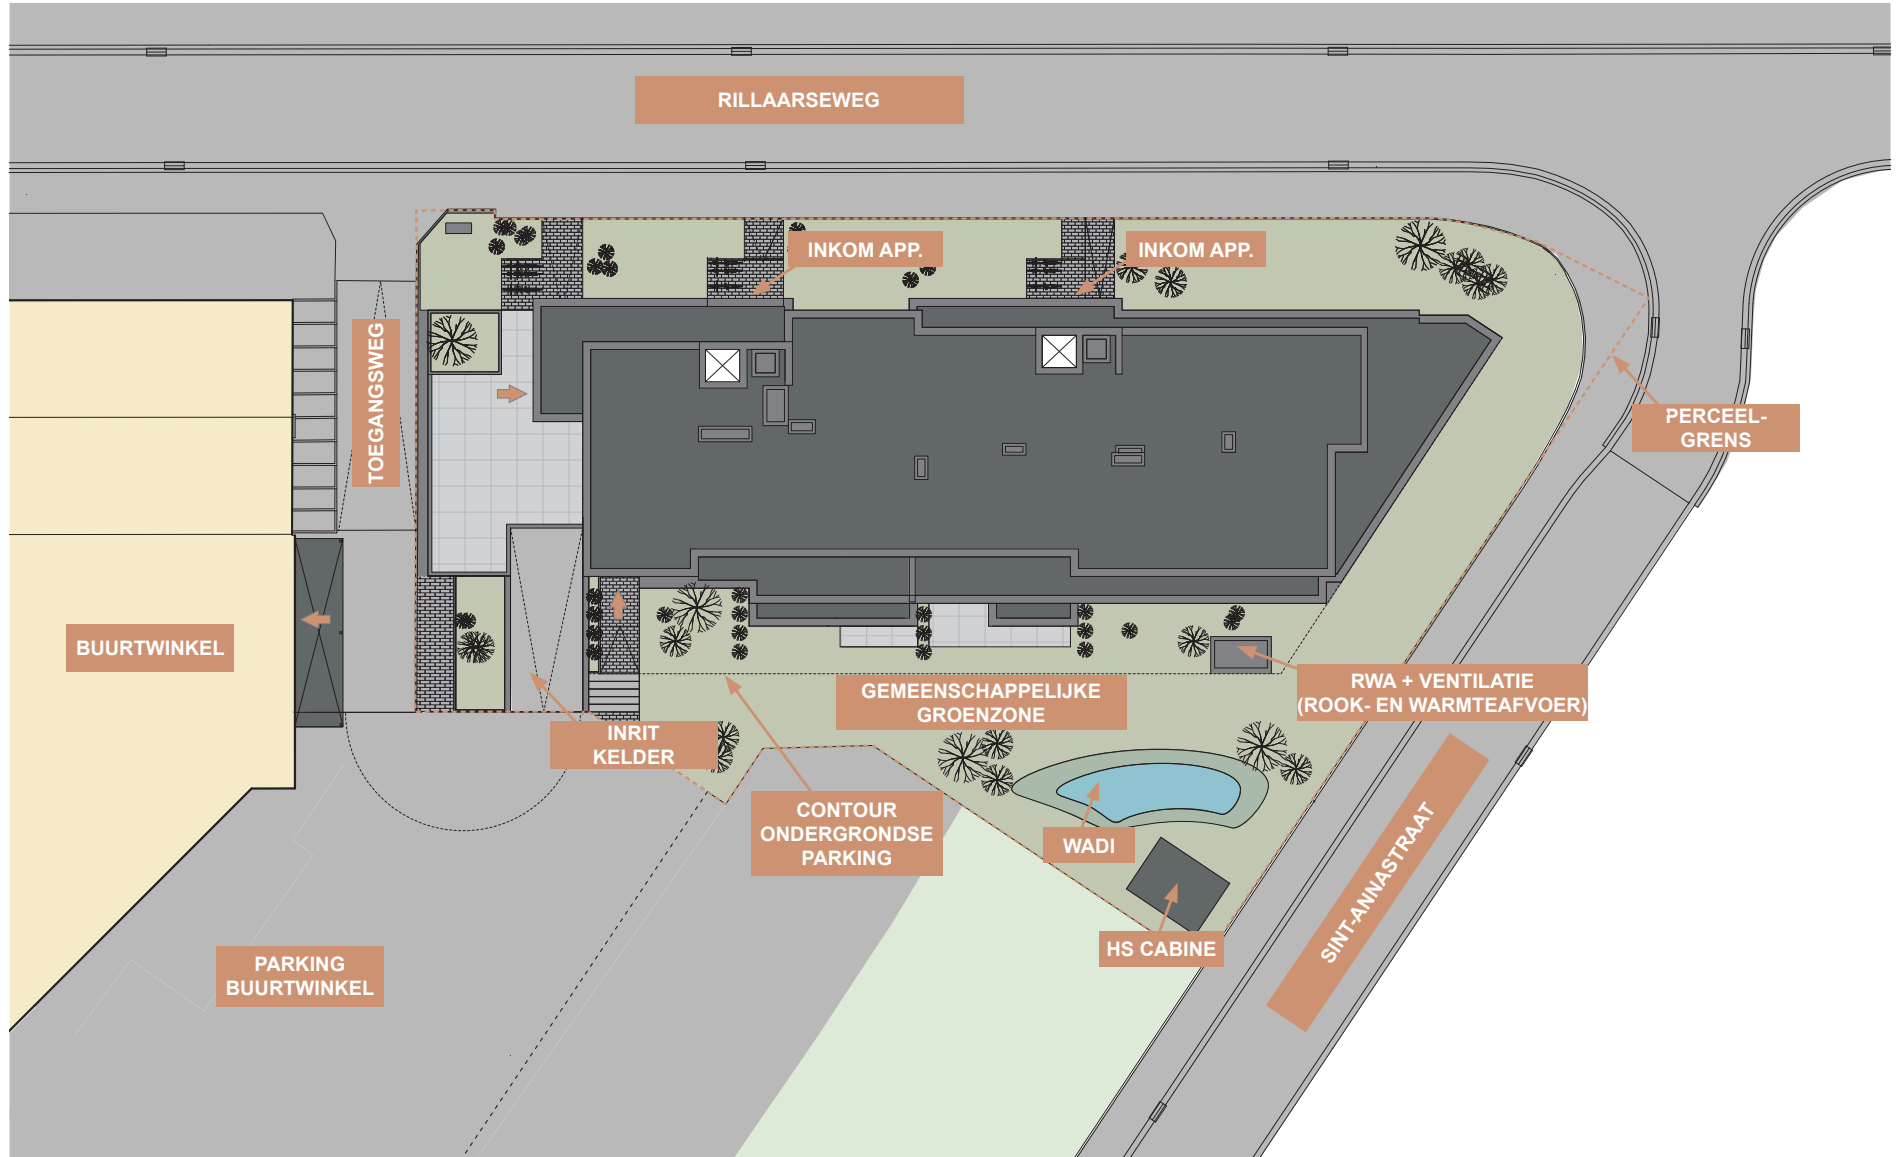 RILLAARSEWEG
INKOM APP.
INKOM APP.
TOEGANGSWEG
PERCEEL-
GRENS
BUURTWINKEL
GEMEENSCHAPPELIJKE
GROENZONE
RWA + VENTILATIE
(ROOK- EN WARMTEAFVOER)
INRIT
KELDER
CONTOUR
ONDERGRONDSE
PARKING
WADI
SINT-ANNASTRAAT
HS CABINE
PARKING
BUURTWINKEL